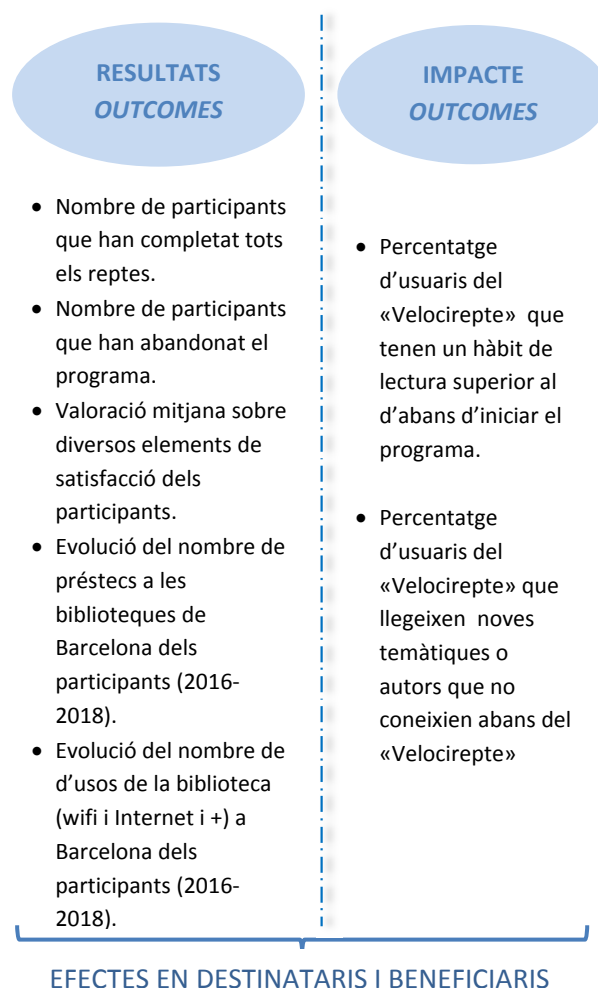 RESULTATS
OUTCOMES
• Nombre de participants
que han completat tots
els reptes.
• Nombre de participants
que han abandonat el
programa.
• Valoració mitjana sobre
diversos elements de
satisfacció dels
participants.
• Evolució del nombre de
préstecs a les
biblioteques de
Barcelona dels
participants (2016-
2018).
• Evolució del nombre de
d’usos de la biblioteca
(wifi i Internet i +) a
Barcelona dels
participants (2016-
2018).
IMPACTE
OUTCOMES
• Percentatge
d’usuaris del
«Velocirepte» que
tenen un hàbit de
lectura superior al
d’abans d’iniciar el
programa.
• Percentatge
d’usuaris del
«Velocirepte» que
llegeixen noves
temàtiques o
autors que no
coneixien abans del
«Velocirepte»
EFECTES EN DESTINATARIS I BENEFICIARIS